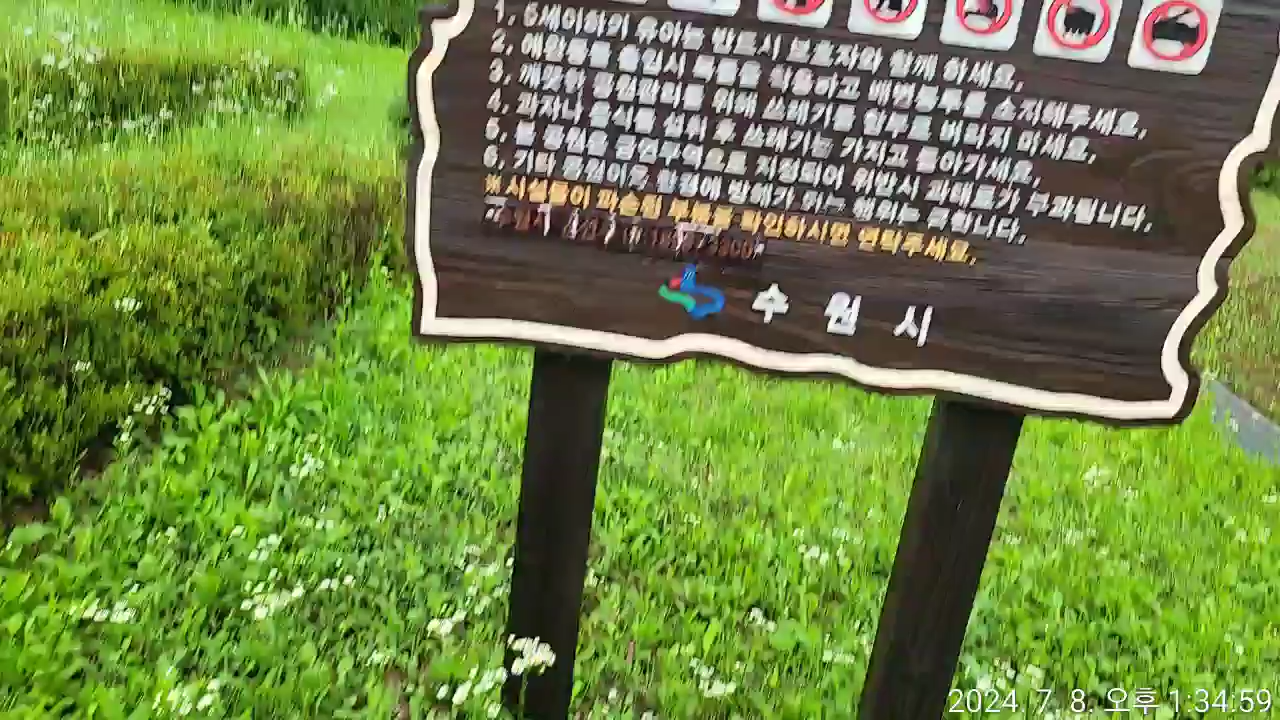 1. 5세이하의 유아는 반드시 보호자와 함께 하세요.
2. 애완동물 출입시 목줄을 착용하고 배변봉투를 소지해주세요.
3. 깨끗한 공원관리를 위해 쓰레기를 함부로 버리지 마세요.
4. 과자나 음식물 섭취 후 쓰레기는 가지고 돌아가세요.
5. 본 공원은 금연구역으로 지정되어 위반시 과태료가 부과됩니다.
6. 기타 공원이용 환경에 방해가 되는 행위는 금합니다.
※ 시설물이 파손된 부분을 확인하시면 연락주세요.
수원시
2024. 7. 8. 오후 1:34:59